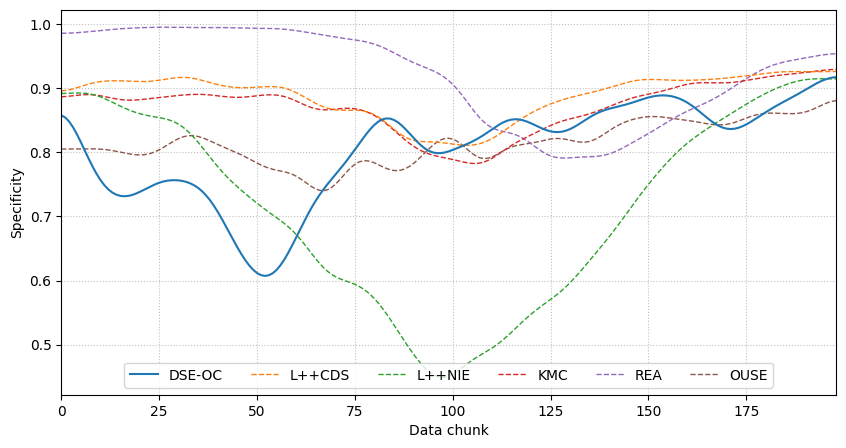 1.0
0.9
0.8
0.7
0.6
0.5
Specificity
DSE-OC L++CDS L++NIE KMC REA OUSE
0 25 50 75 100 125 150 175
Data chunk